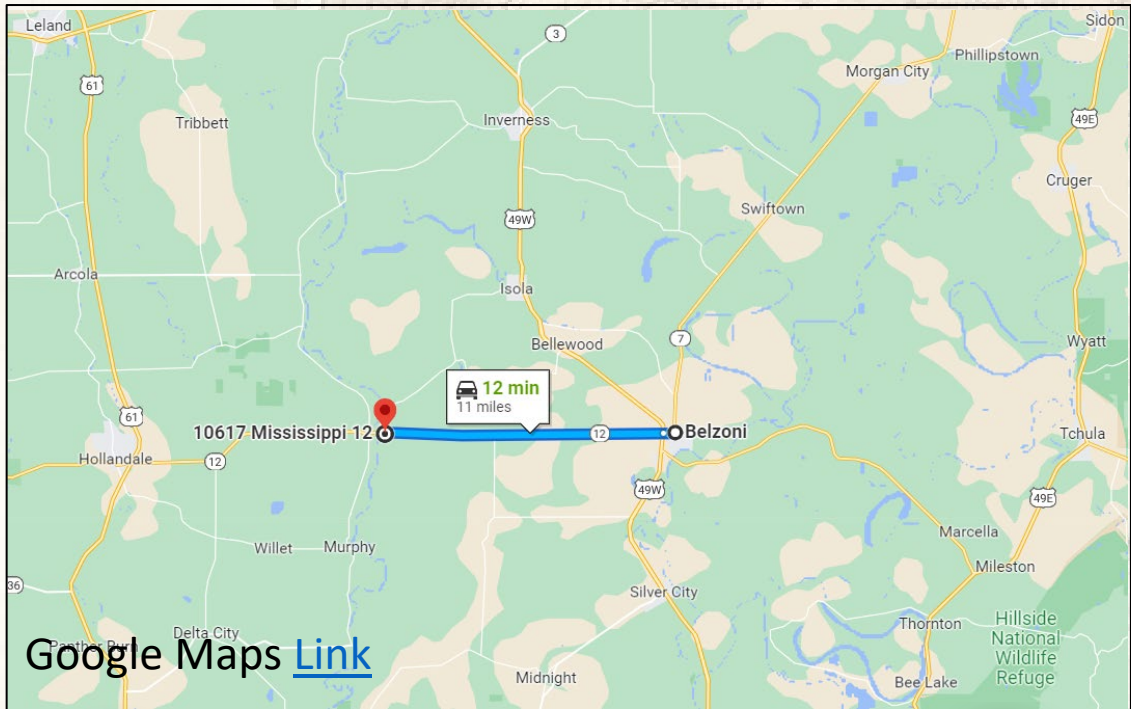 Leland
Sidon
3
Phillipstown
Morgan City
61
Inverness
Tribbett
49E
Cruger
Swiftown
49W
Arcola
Isola
Wyatt
7
Bellewood
12 min
11 miles
61
10617 Mississippi 12
12
Belzoni
Tchula
Hollandale
12
49W
49E
Marcella
Willet
Murphy
Mileston
36
Silver City
Hillside
National
Wildlife
Refuge
Thornton
Delta City
Panther Burn
Google Maps Link
Midnight
Bee Lake